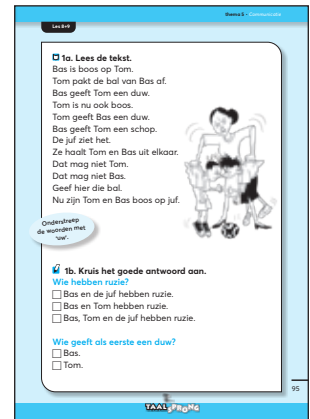 thema 5 - Communicatie
Les 8+9
1a. Lees de tekst.
Bas is boos op Tom.
Tom pakt de bal van Bas af.
Bas geeft Tom een duw.
Tom is nu ook boos.
Tom geeft Bas een duw.
Bas geeft Tom een schop.
De juf ziet het.
Ze haalt Tom en Bas uit elkaar.
Dat mag niet Tom.
Dat mag niet Bas.
Geef hier die bal.
Nu zijn Tom en Bas boos op juf.
Onderstreep
de woorden met
'uw'.
1b. Kruis het goede antwoord aan.
Wie hebben ruzie?
Bas en de juf hebben ruzie.
Bas en Tom hebben ruzie.
Bas, Tom en de juf hebben ruzie.
Wie geeft als eerste een duw?
Bas.
Tom.
95
TAALSPRONG